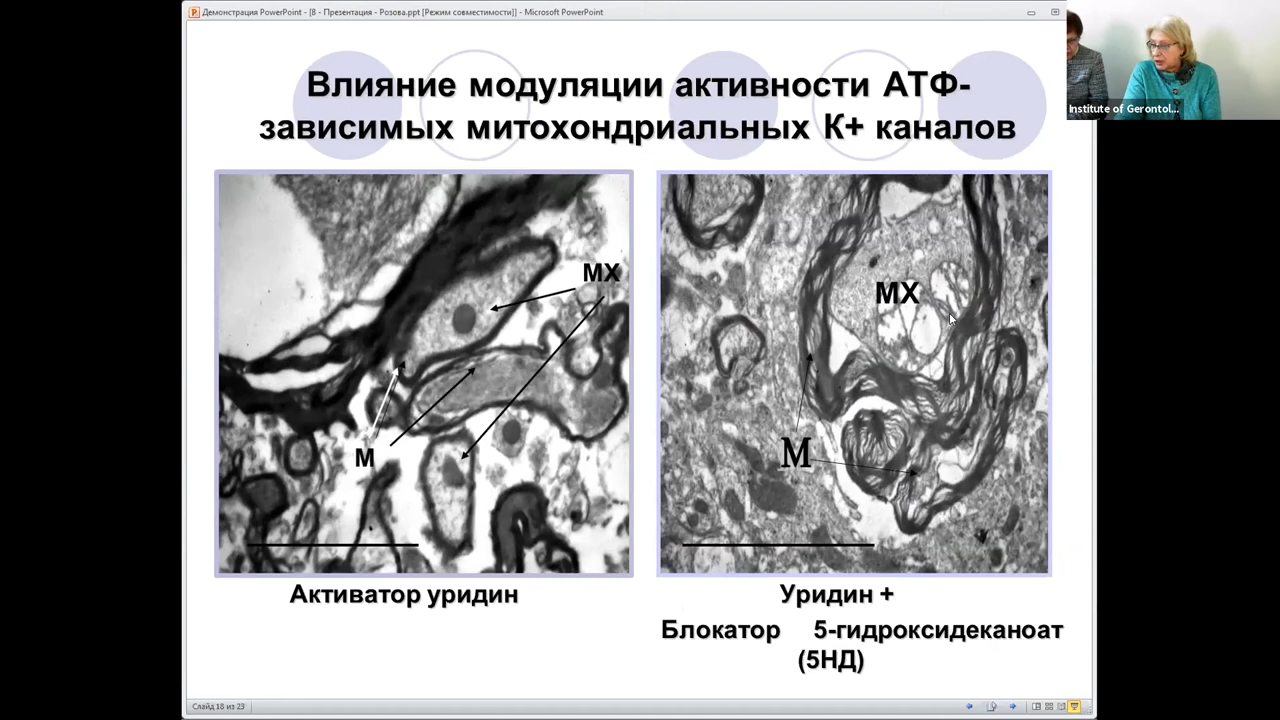 Демонстрация PowerPoint - [8 - Презентация - Розова.ppt [Режим совместимости]] - Microsoft PowerPoint
Institute of Gerontol...
Влияние модуляции активности АТФ-
зависимых митохондриальных К+ каналов
МХ
М
МХ
М
Активатор уридин
Уридин +
Блокатор 5-гидроксидеканоат
(5НД)
Слайд 18 из 23